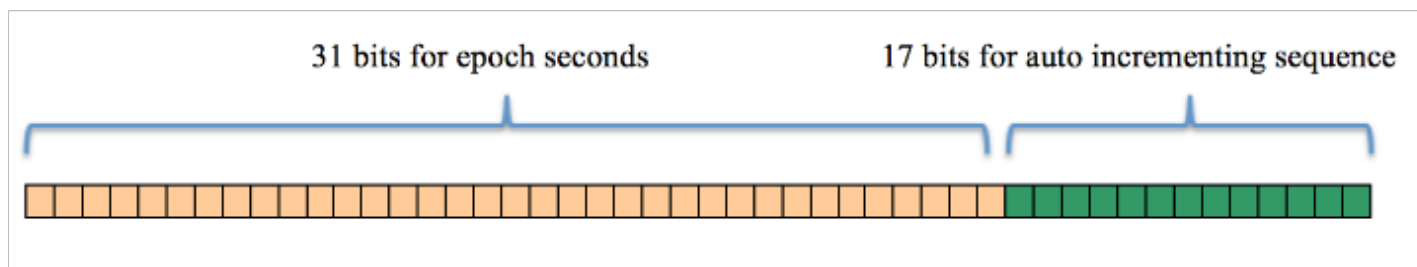 31 bits for epoch seconds 17 bits for auto incrementing sequence